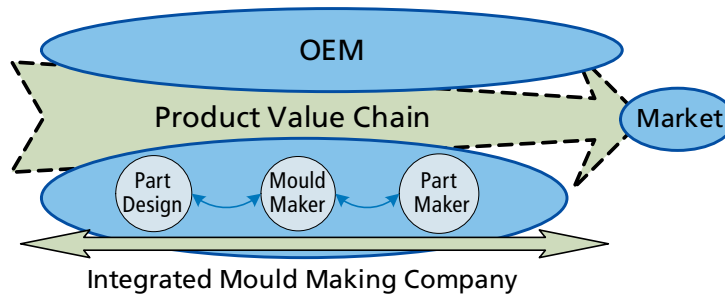 OEM
Product Value Chain
Market
Part
Design
Mould
Maker
Part
Maker
Integrated Mould Making Company